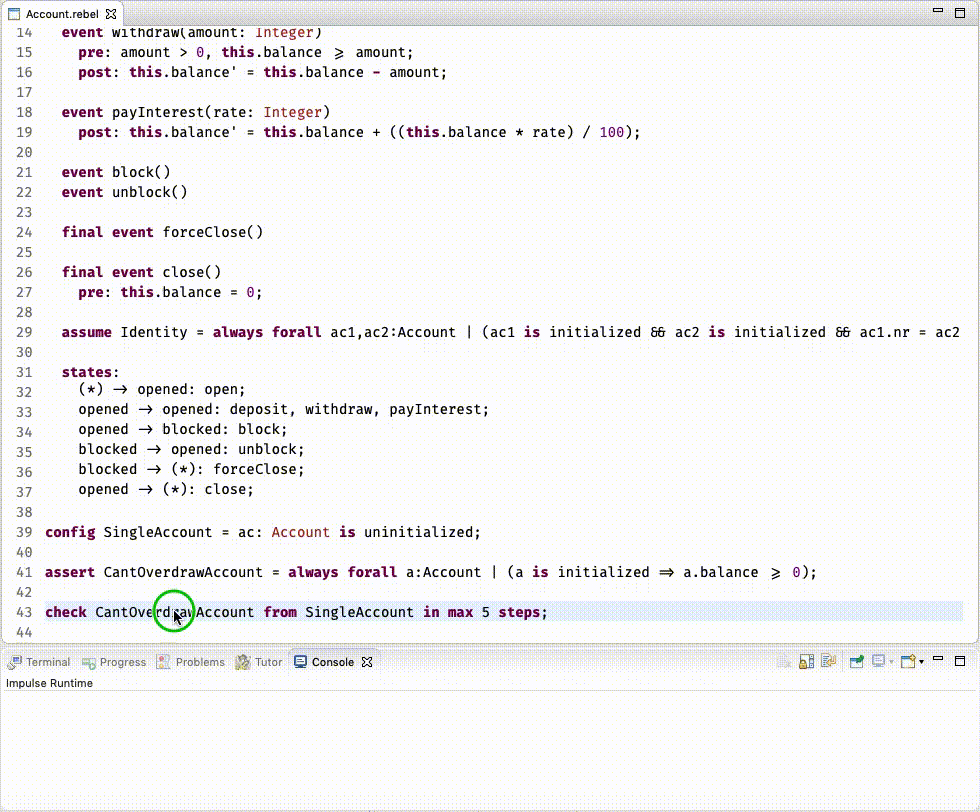 Account.rebel
14 event withdraw(amount: Integer)
15 pre: amount > 0, this.balance ⩾ amount;
16 post: this.balance' = this.balance - amount;
17
18 event payInterest(rate: Integer)
19 post: this.balance' = this.balance + ((this.balance * rate) / 100);
20
21 event block()
22 event unblock()
23
24 final event forceClose()
25
26 final event close()
27 pre: this.balance = 0;
28
29 assume Identity = always forall ac1,ac2:Account | (ac1 is initialized && ac2 is initialized && ac1.nr = ac2
30
31 states:
32 (*) -> opened: open;
33 opened -> opened: deposit, withdraw, payInterest;
34 opened -> blocked: block;
35 blocked -> opened: unblock;
36 blocked -> (*): forceClose;
37 opened -> (*): close;
38
39 config SingleAccount = ac: Account is uninitialized;
40
41 assert CantOverdrawAccount = always forall a:Account | (a is initialized => a.balance ⩾ 0);
42
43 check CantOverdrawAccount from SingleAccount in max 5 steps;
44
Terminal Progress Problems Tutor Console
Impulse Runtime